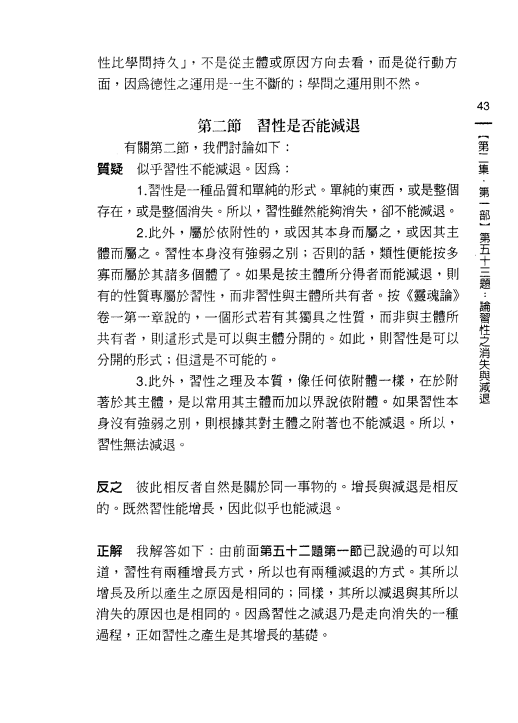 性比學問持久」，不是從主體或原因方向去看，而是從行動方
面，因爲德性之運用是一生不斷的；學問之運用則不然。
第二節　習性是否能減退
有關第二節，我們討論如下：
質疑　似乎習性不能減退。因爲：
1.習性是一種品質和單純的形式。單純的東西，或是整個
存在，或是整個消失。所以，習性雖然能夠消失，卻不能減退。
2.此外，屬於依附性的，或因其本身而屬之，或因其主
體而屬之。習性本身沒有強弱之別；否則的話，類性便能按多
寡而屬於其諸多個體了。如果是按主體所分得者而能減退，則
有的性質專屬於習性，而非習性與主體所共有者。按《靈魂論》
卷一第一章說的，一個形式若有其獨具之性質，而非與主體所
共有者，則這形式是可以與主體分開的。如此，則習性是可以
分開的形式；但這是不可能的。
3.此外，習性之理及本質，像任何依附體一樣，在於附
著於其主體，是以常用其主體而加以界說依附體。如果習性本
身沒有強弱之別，則根據其對主體之附著也不能減退。所以，
習性無法減退。
反之　彼此相反者自然是關於同一事物的。增長與減退是相反
的。既然習性能增長，因此似乎也能減退。
正解　我解答如下：由前面第五十二題第一節已說過的可以知
道，習性有兩種增長方式，所以也有兩種減退的方式。其所以
增長及所以產生之原因是相同的；同樣，其所以減退與其所以
消失的原因也是相同的。因爲習性之減退乃是走向消失的一種
過程，正如習性之產生是其增長的基礎。
43
【第二集．第一部】第五十三題：論習性之消失與減退